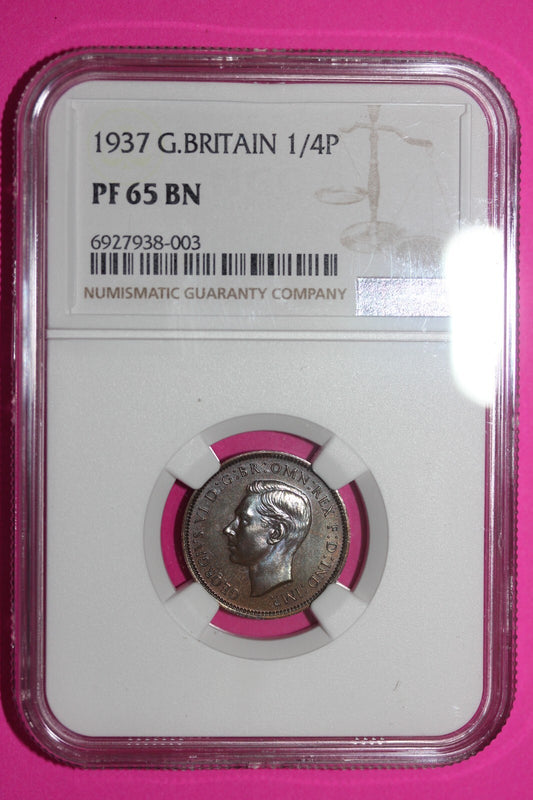 1937 G.BRITAIN 1/4P
PF 65 BN
6927938-003
NUMISMATIC GUARANTY COMPANY
GEORGIVS VI D:G:BR:OMN:REX F:D:IND IMP.